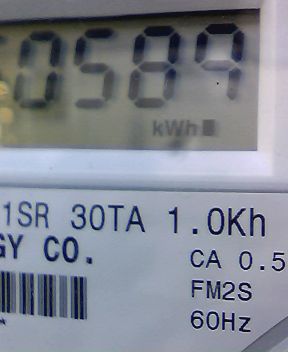 0589
kWh
1SR 30TA 1.0Kh
GY CO.
CA 0.5
FM2S
60Hz